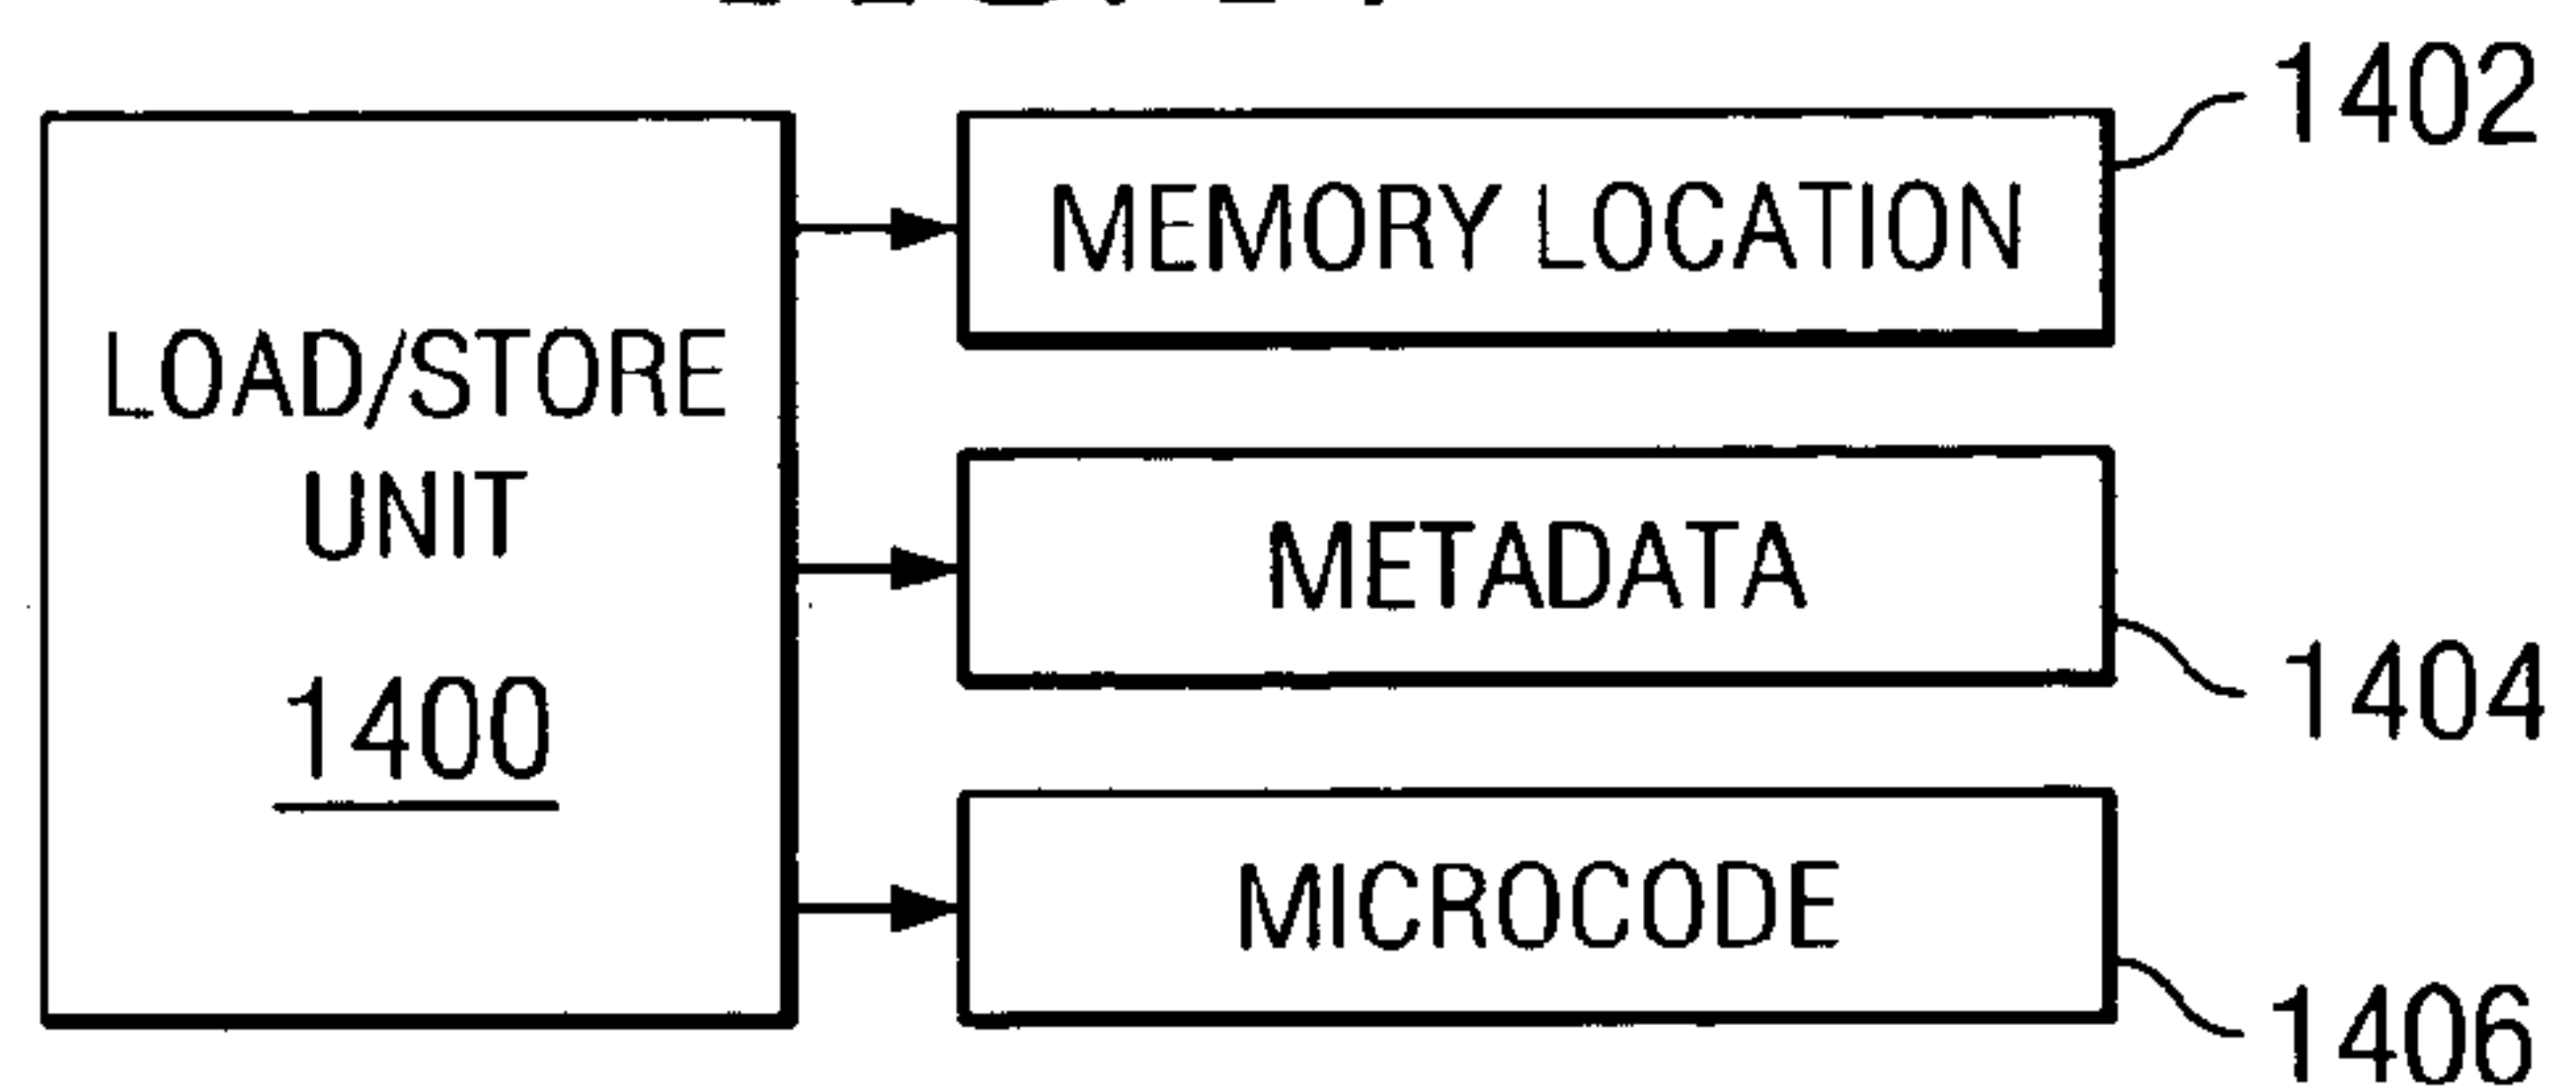 1402
MEMORY LOCATION
LOAD/STORE
UNIT
1400
METADATA
1404
MICROCODE
1406